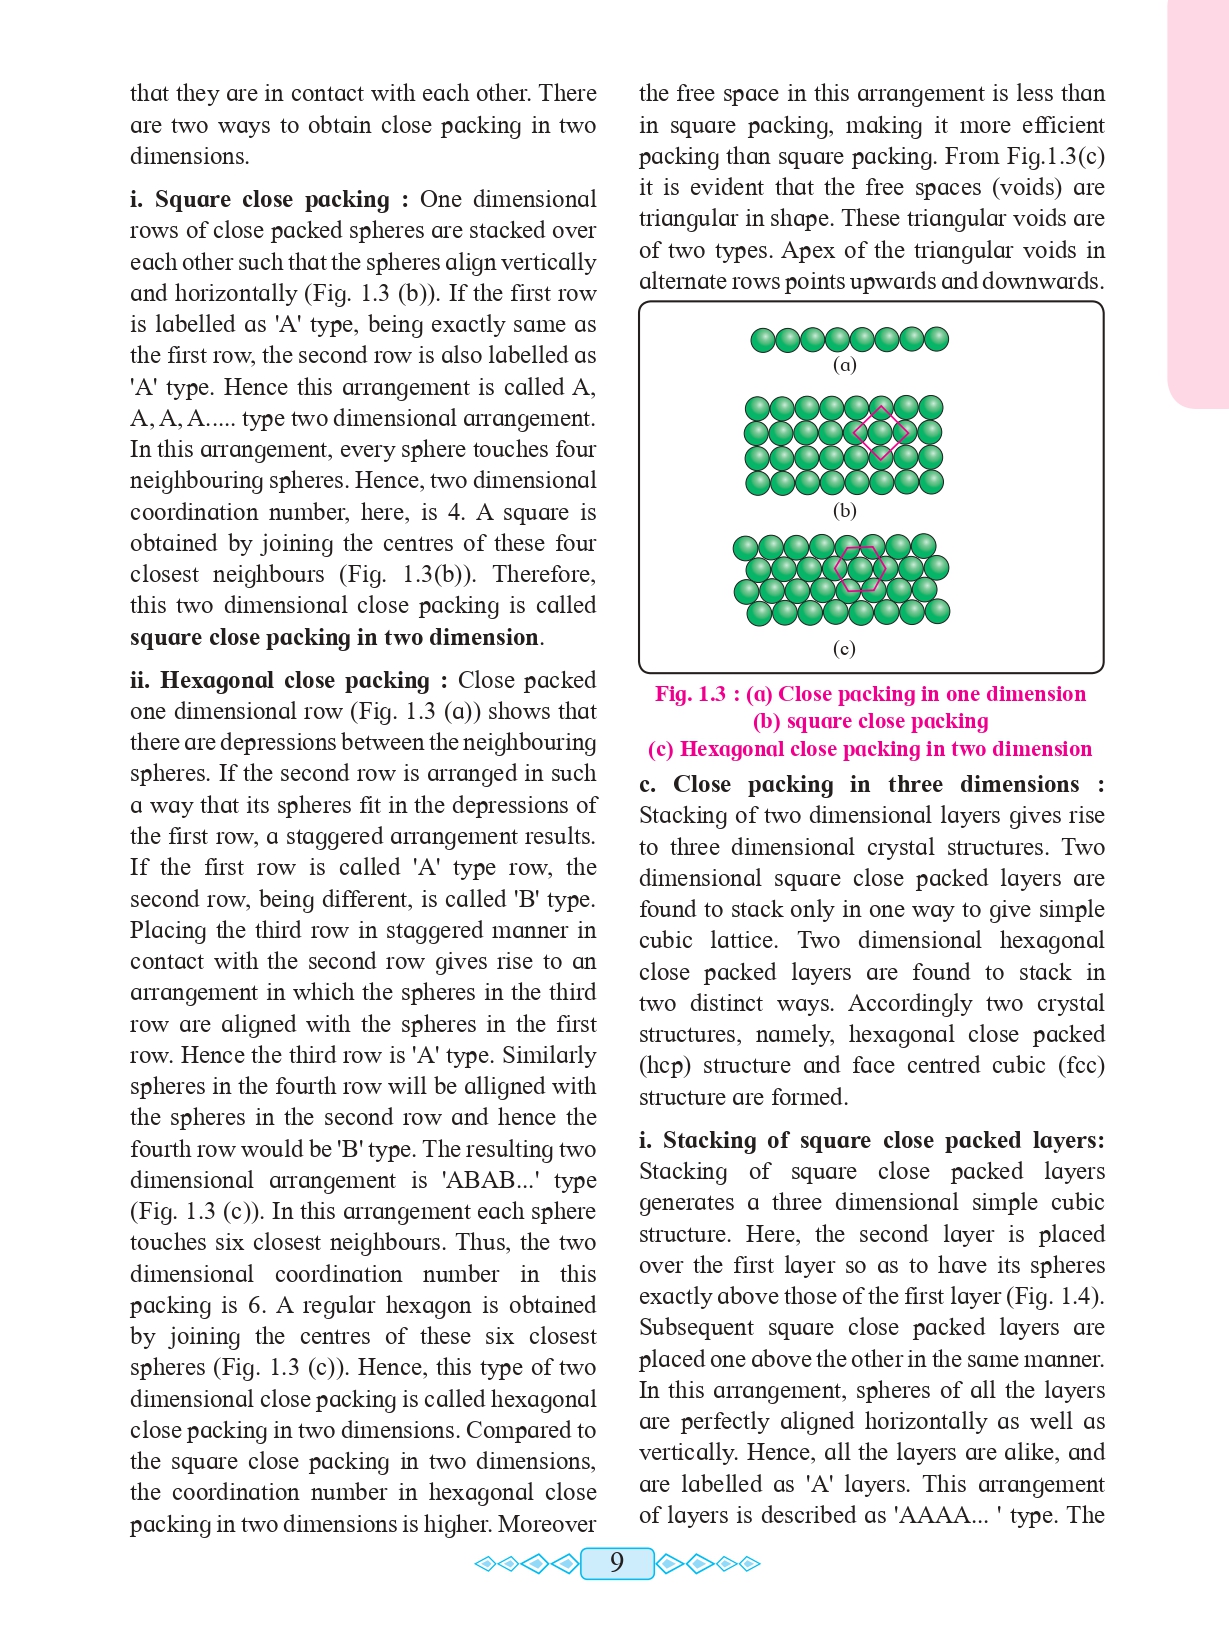 that they are in contact with each other. There
are two ways to obtain close packing in two
dimensions.
i. Square close packing : One dimensional
rows of close packed spheres are stacked over
each other such that the spheres align vertically
and horizontally (Fig. 1.3 (b)). If the first row
is labelled as 'A' type, being exactly same as
the first row, the second row is also labelled as
'A' type. Hence this arrangement is called A,
A, A, A..... type two dimensional arrangement.
In this arrangement, every sphere touches four
neighbouring spheres. Hence, two dimensional
coordination number, here, is 4. A square is
obtained by joining the centres of these four
closest neighbours (Fig. 1.3(b)). Therefore,
this two dimensional close packing is called
square close packing in two dimension.
ii. Hexagonal close packing : Close packed
one dimensional row (Fig. 1.3 (a)) shows that
there are depressions between the neighbouring
spheres. If the second row is arranged in such
a way that its spheres fit in the depressions of
the first row, a staggered arrangement results.
If the first row is called 'A' type row, the
second row, being different, is called 'B' type.
Placing the third row in staggered manner in
contact with the second row gives rise to an
arrangement in which the spheres in the third
row are aligned with the spheres in the first
row. Hence the third row is 'A' type. Similarly
spheres in the fourth row will be alligned with
the spheres in the second row and hence the
fourth row would be 'B' type. The resulting two
dimensional arrangement is 'ABAB...' type
(Fig. 1.3 (c)). In this arrangement each sphere
touches six closest neighbours. Thus, the two
dimensional coordination number in this
packing is 6. A regular hexagon is obtained
by joining the centres of these six closest
spheres (Fig. 1.3 (c)). Hence, this type of two
dimensional close packing is called hexagonal
close packing in two dimensions. Compared to
the square close packing in two dimensions,
the coordination number in hexagonal close
packing in two dimensions is higher. Moreover
the free space in this arrangement is less than
in square packing, making it more efficient
packing than square packing. From Fig.1.3(c)
it is evident that the free spaces (voids) are
triangular in shape. These triangular voids are
of two types. Apex of the triangular voids in
alternate rows points upwards and downwards.
(a)
(b)
(c)
Fig. 1.3 : (a) Close packing in one dimension
(b) square close packing
(c) Hexagonal close packing in two dimension
c. Close packing in three dimensions :
Stacking of two dimensional layers gives rise
to three dimensional crystal structures. Two
dimensional square close packed layers are
found to stack only in one way to give simple
cubic lattice. Two dimensional hexagonal
close packed layers are found to stack in
two distinct ways. Accordingly two crystal
structures, namely, hexagonal close packed
(hcp) structure and face centred cubic (fcc)
structure are formed.
i. Stacking of square close packed layers:
Stacking of square close packed layers
generates a three dimensional simple cubic
structure. Here, the second layer is placed
over the first layer so as to have its spheres
exactly above those of the first layer (Fig. 1.4).
Subsequent square close packed layers are
placed one above the other in the same manner.
In this arrangement, spheres of all the layers
are perfectly aligned horizontally as well as
vertically. Hence, all the layers are alike, and
are labelled as 'A' layers. This arrangement
of layers is described as 'AAAA... ' type. The
9